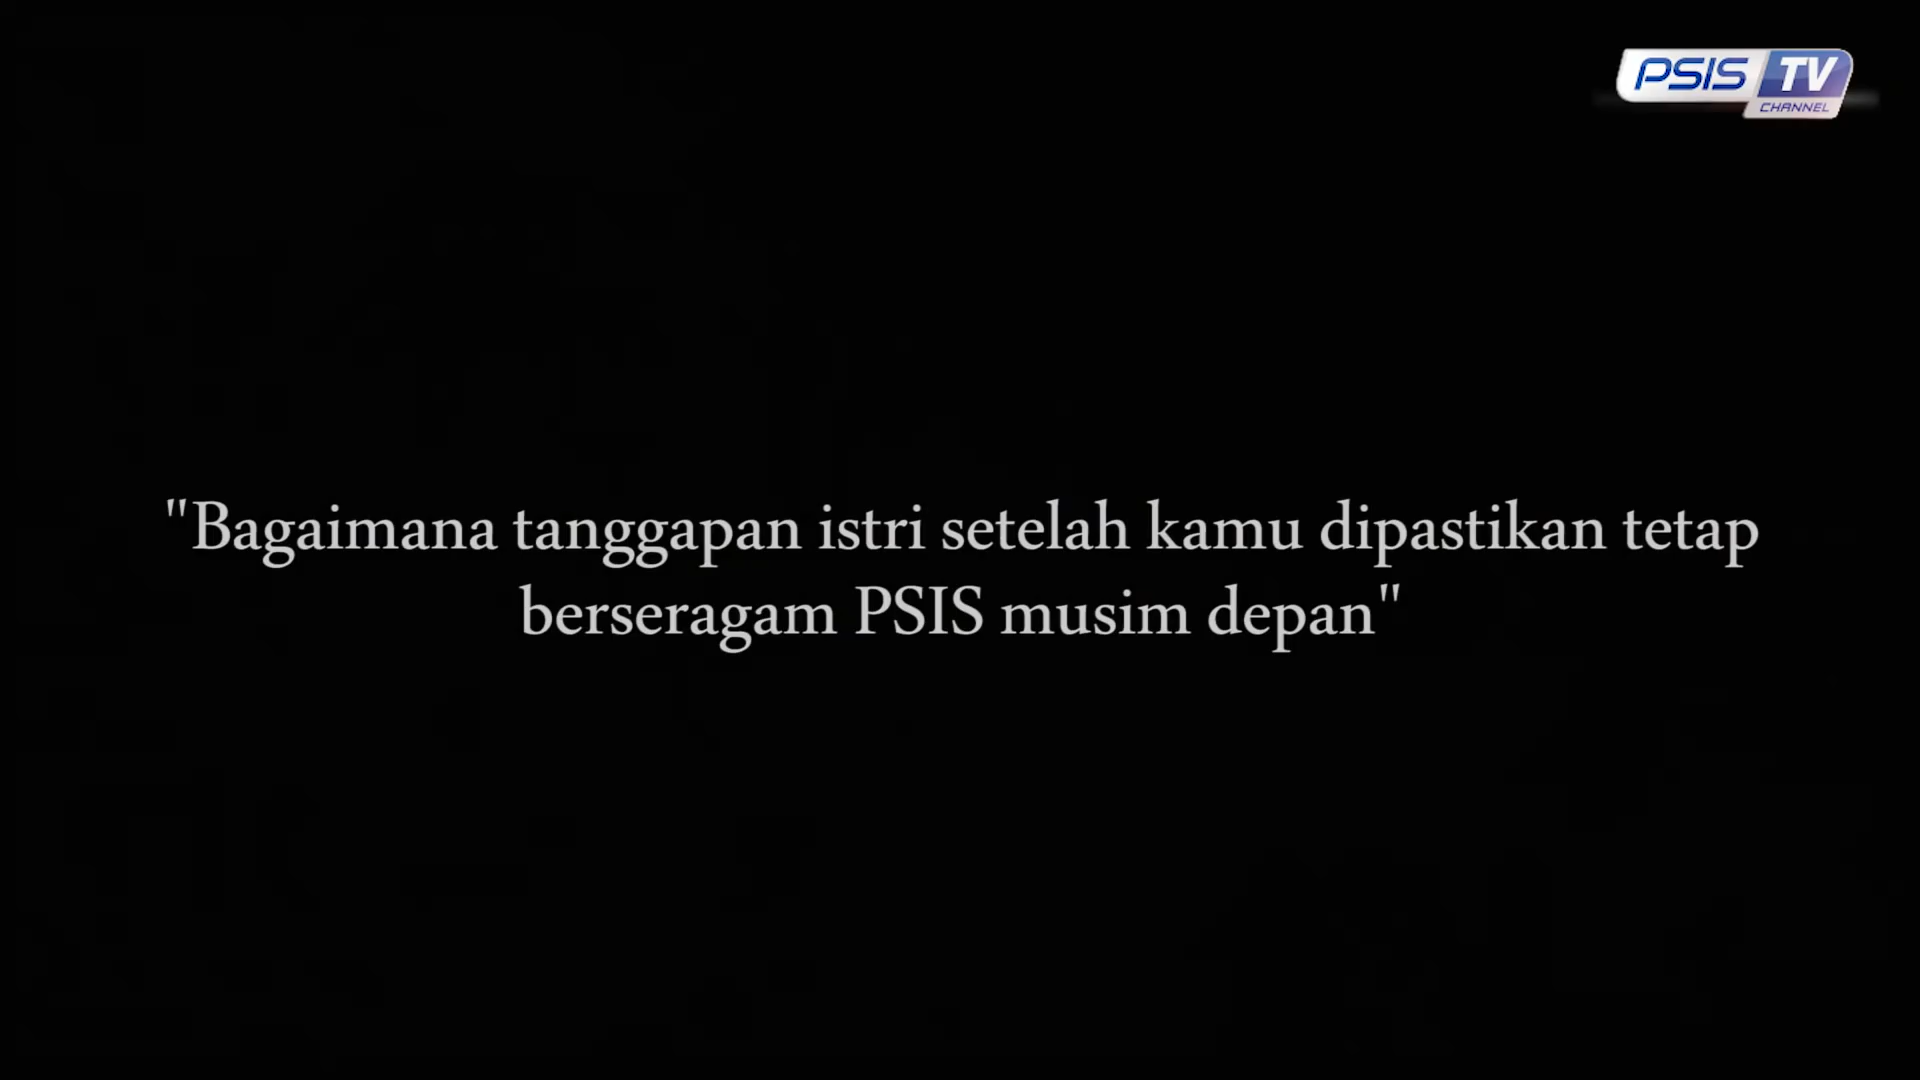 PSIS TV
CHANNEL
"Bagaimana tanggapan istri setelah kamu dipastikan tetap
berseragam PSIS musim depan"